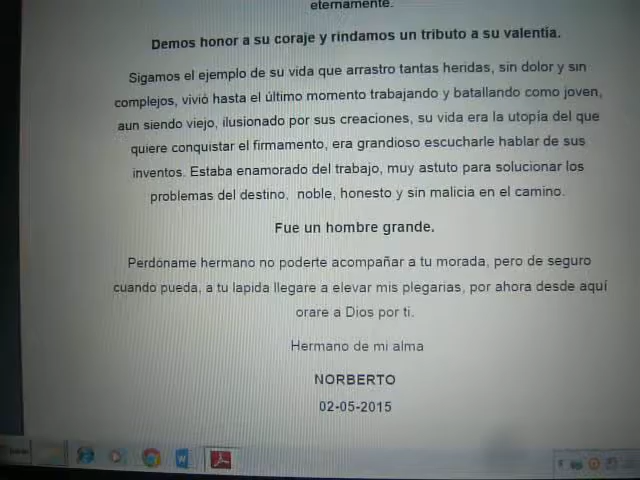 eternamente.
Demos honor a su coraje y rindamos un tributo a su valentía.
Sigamos el ejemplo de su vida que arrastro tantas heridas, sin dolor y sin
complejos, vivió hasta el último momento trabajando y batallando como joven,
aun siendo viejo, ilusionado por sus creaciones, su vida era la utopía del que
quiere conquistar el firmamento, era grandioso escucharle hablar de sus
inventos. Estaba enamorado del trabajo, muy astuto para solucionar los
problemas del destino, noble, honesto y sin malicia en el camino.
Fue un hombre grande.
Perdóname hermano no poderte acompañar a tu morada, pero de seguro
cuando pueda, a tu lapida llegare a elevar mis plegarias, por ahora desde aquí
orare a Dios por ti.
Hermano de mi alma
NORBERTO
02-05-2015